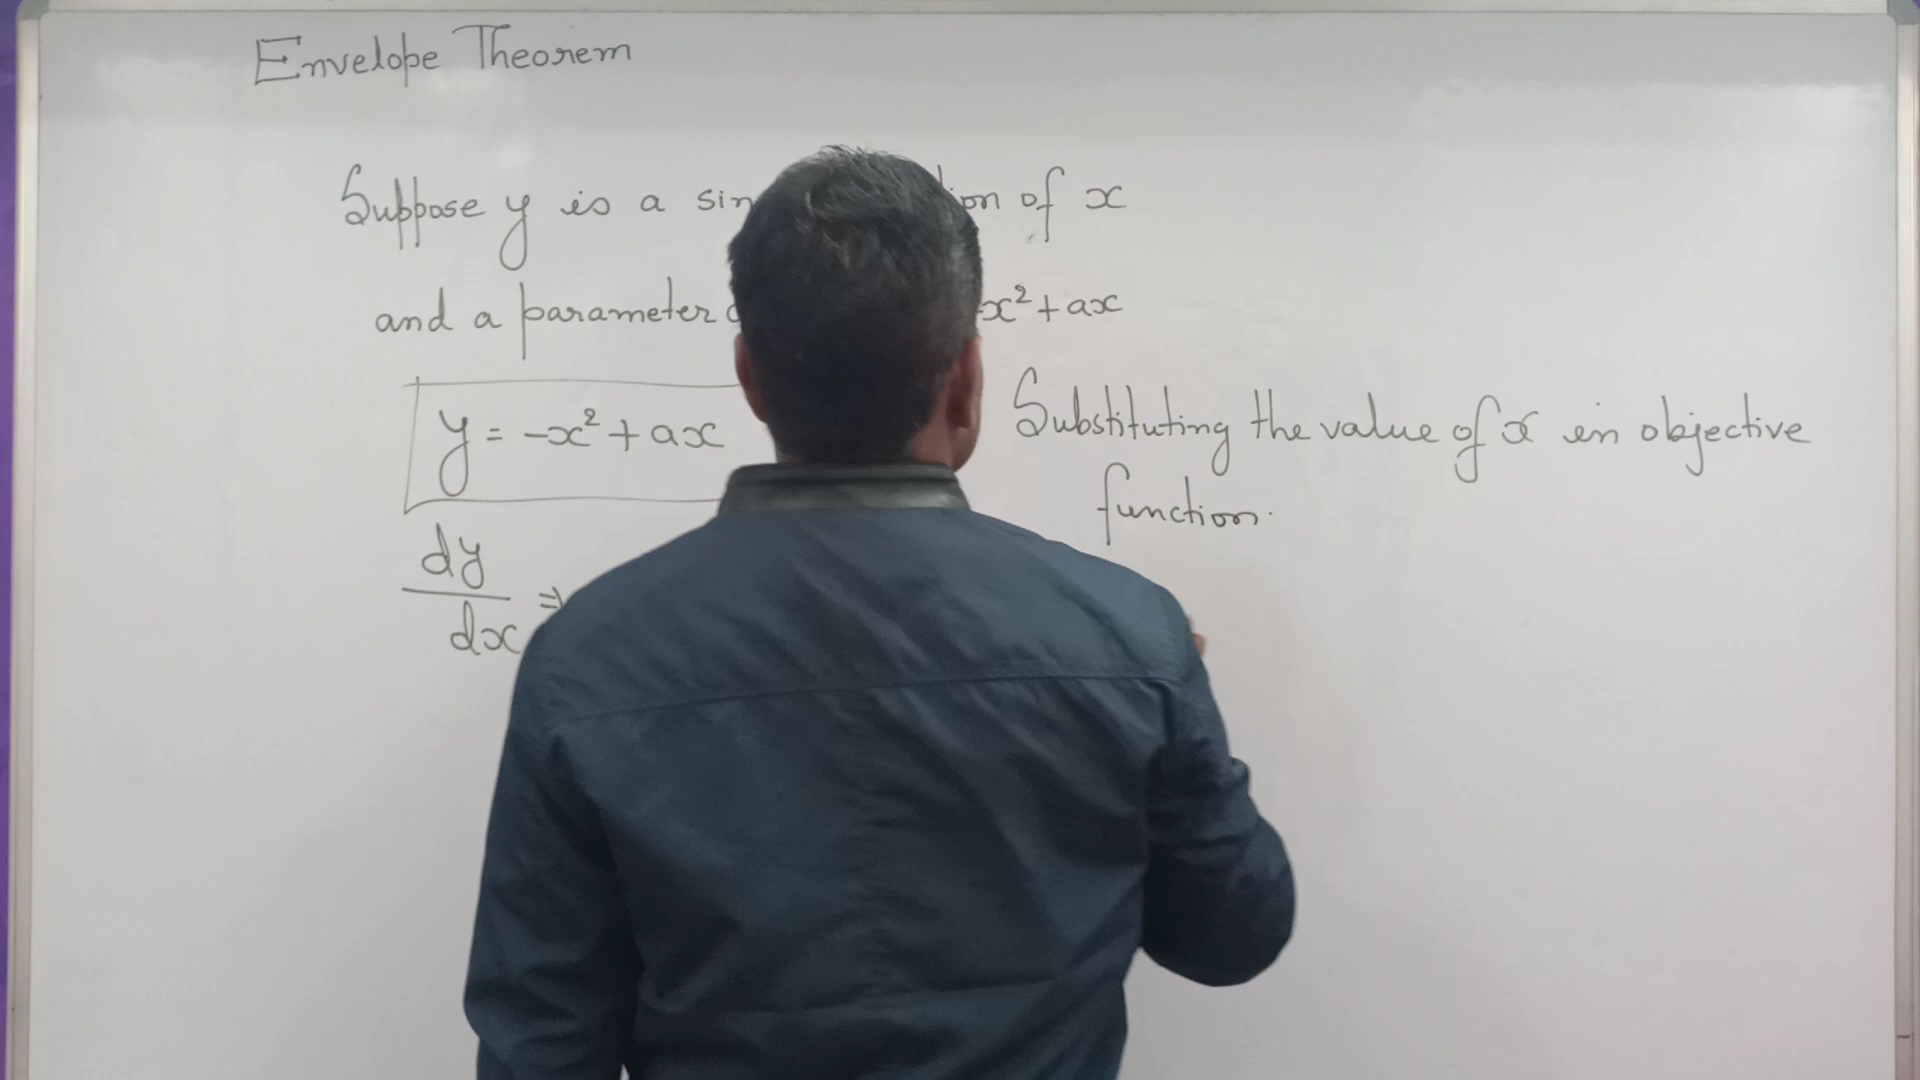 Envelope Theorem
Suppose y is a of x
and a parameter x² + ax
y = -x² + ax
dy/dx ⇒
Substituting the value of x in objective
function.